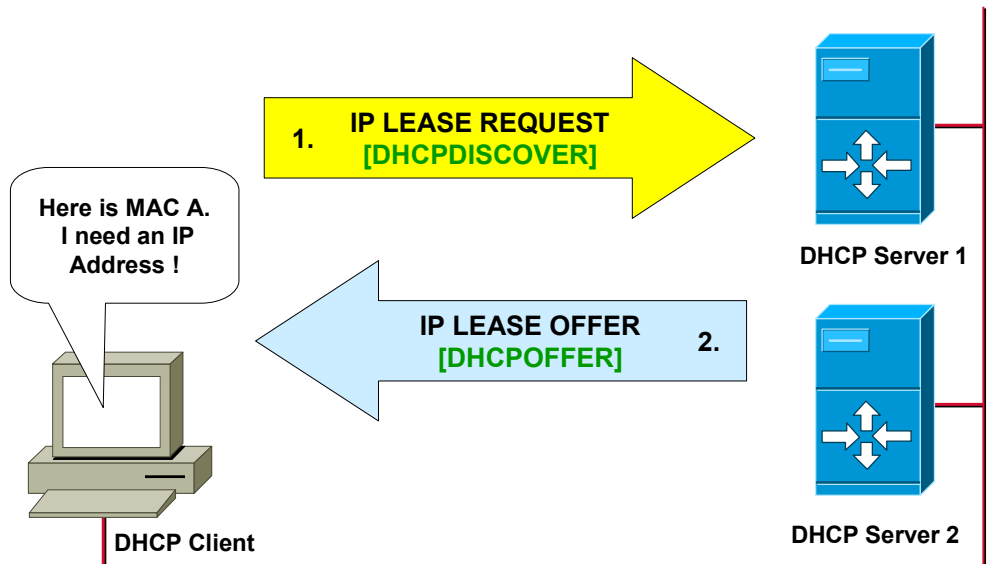 1.
IP LEASE REQUEST
[DHCPDISCOVER]
Here is MAC A.
I need an IP
Address !
DHCP Server 1
IP LEASE OFFER
[DHCPOFFER]
2.
DHCP Client
DHCP Server 2